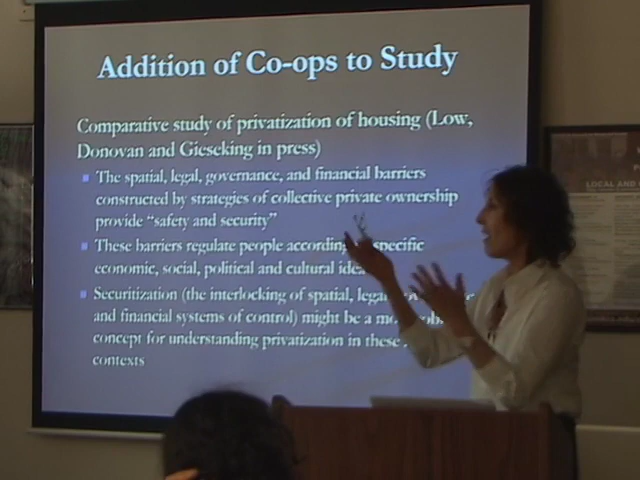 Addition of Co-ops to Study
Comparative study of privatization of housing (Low,
Donovan and Gieseking in press)
The spatial, legal, governance, and financial barriers
constructed by strategies of collective private ownership
provide "safety and security"
These barriers regulate people specific
economic, social, political and cultural
Securitization (the interlocking of spatial, legal
and financial systems of control) might be a
concept for understanding privatization in these
contexts
LOCAL AND